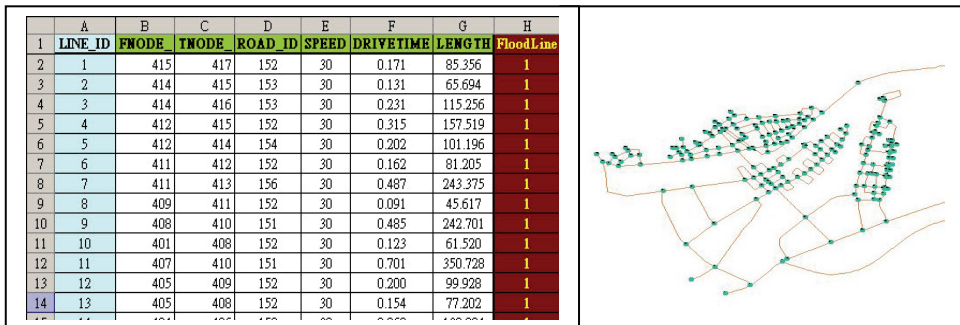 A B C D E F G H
1 LINE_ID FNODE_ TNODE_ ROAD_ID SPEED DRIVETIME LENGTH FloodLine
2 1 415 417 152 30 0.171 85.356 1
3 2 414 415 153 30 0.131 65.694 1
4 3 414 416 153 30 0.231 115.256 1
5 4 412 415 152 30 0.315 157.519 1
6 5 412 414 154 30 0.202 101.196 1
7 6 411 412 152 30 0.162 81.205 1
8 7 411 413 156 30 0.487 243.375 1
9 8 409 411 152 30 0.091 45.617 1
10 9 408 410 151 30 0.485 242.701 1
11 10 401 408 152 30 0.123 61.520 1
12 11 407 410 151 30 0.701 350.728 1
13 12 405 409 152 30 0.200 99.928 1
14 13 405 408 152 30 0.154 77.202 1